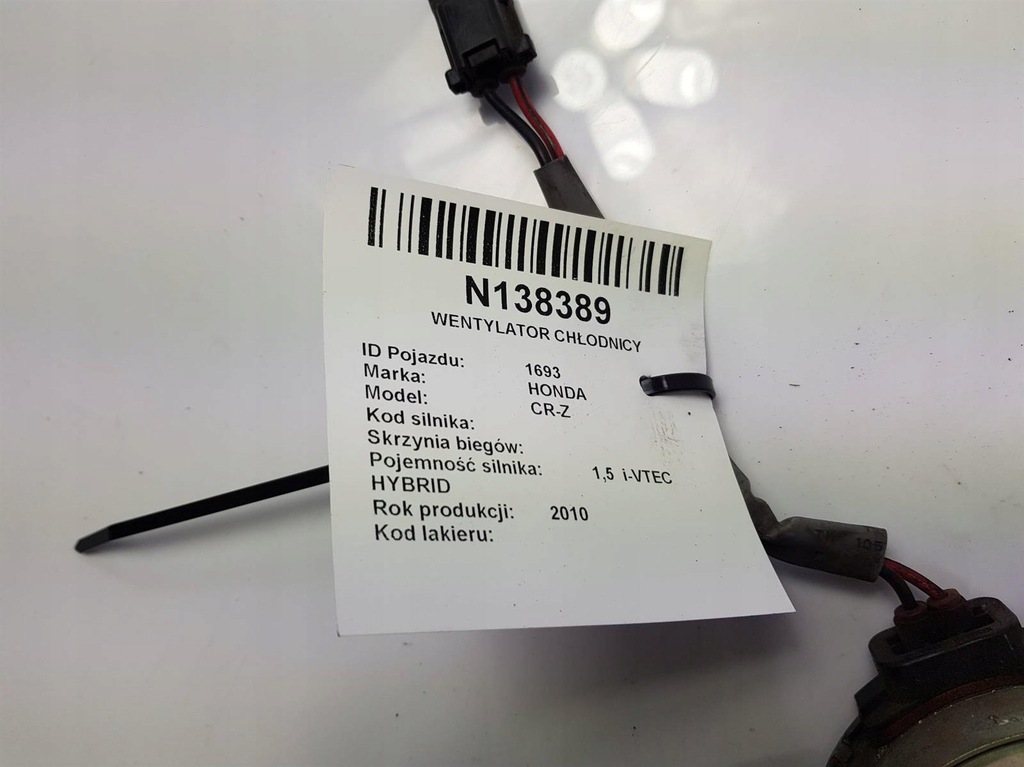 N138389
WENTYLATOR CHŁODNICY
ID Pojazdu: 1693
Marka: HONDA
Model: CR-Z
Kod silnika:
Skrzynia biegów:
Pojemność silnika: 1,5 i-VTEC
HYBRID
Rok produkcji: 2010
Kod lakieru:
105